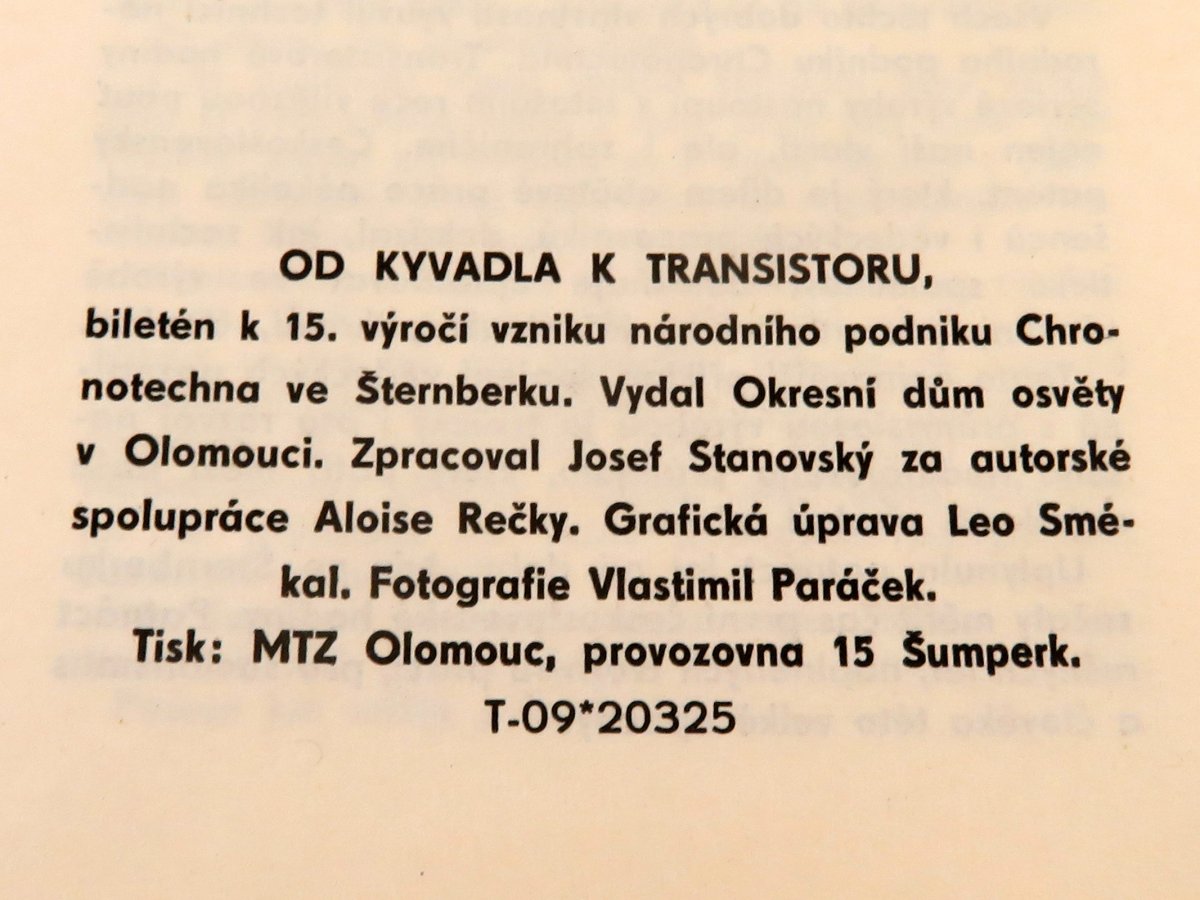 OD KYVADLA K TRANSISTORU,
biletén k 15. výročí vzniku národního podniku Chro-
notechna ve Šternberku. Vydal Okresní dům osvěty
v Olomouci. Zpracoval Josef Stanovský za autorské
spolupráce Aloise Rečky. Grafická úprava Leo Smé-
kal. Fotografie Vlastimil Paráček.
Tisk: MTZ Olomouc, provozovna 15 Šumperk.
T-09*20325